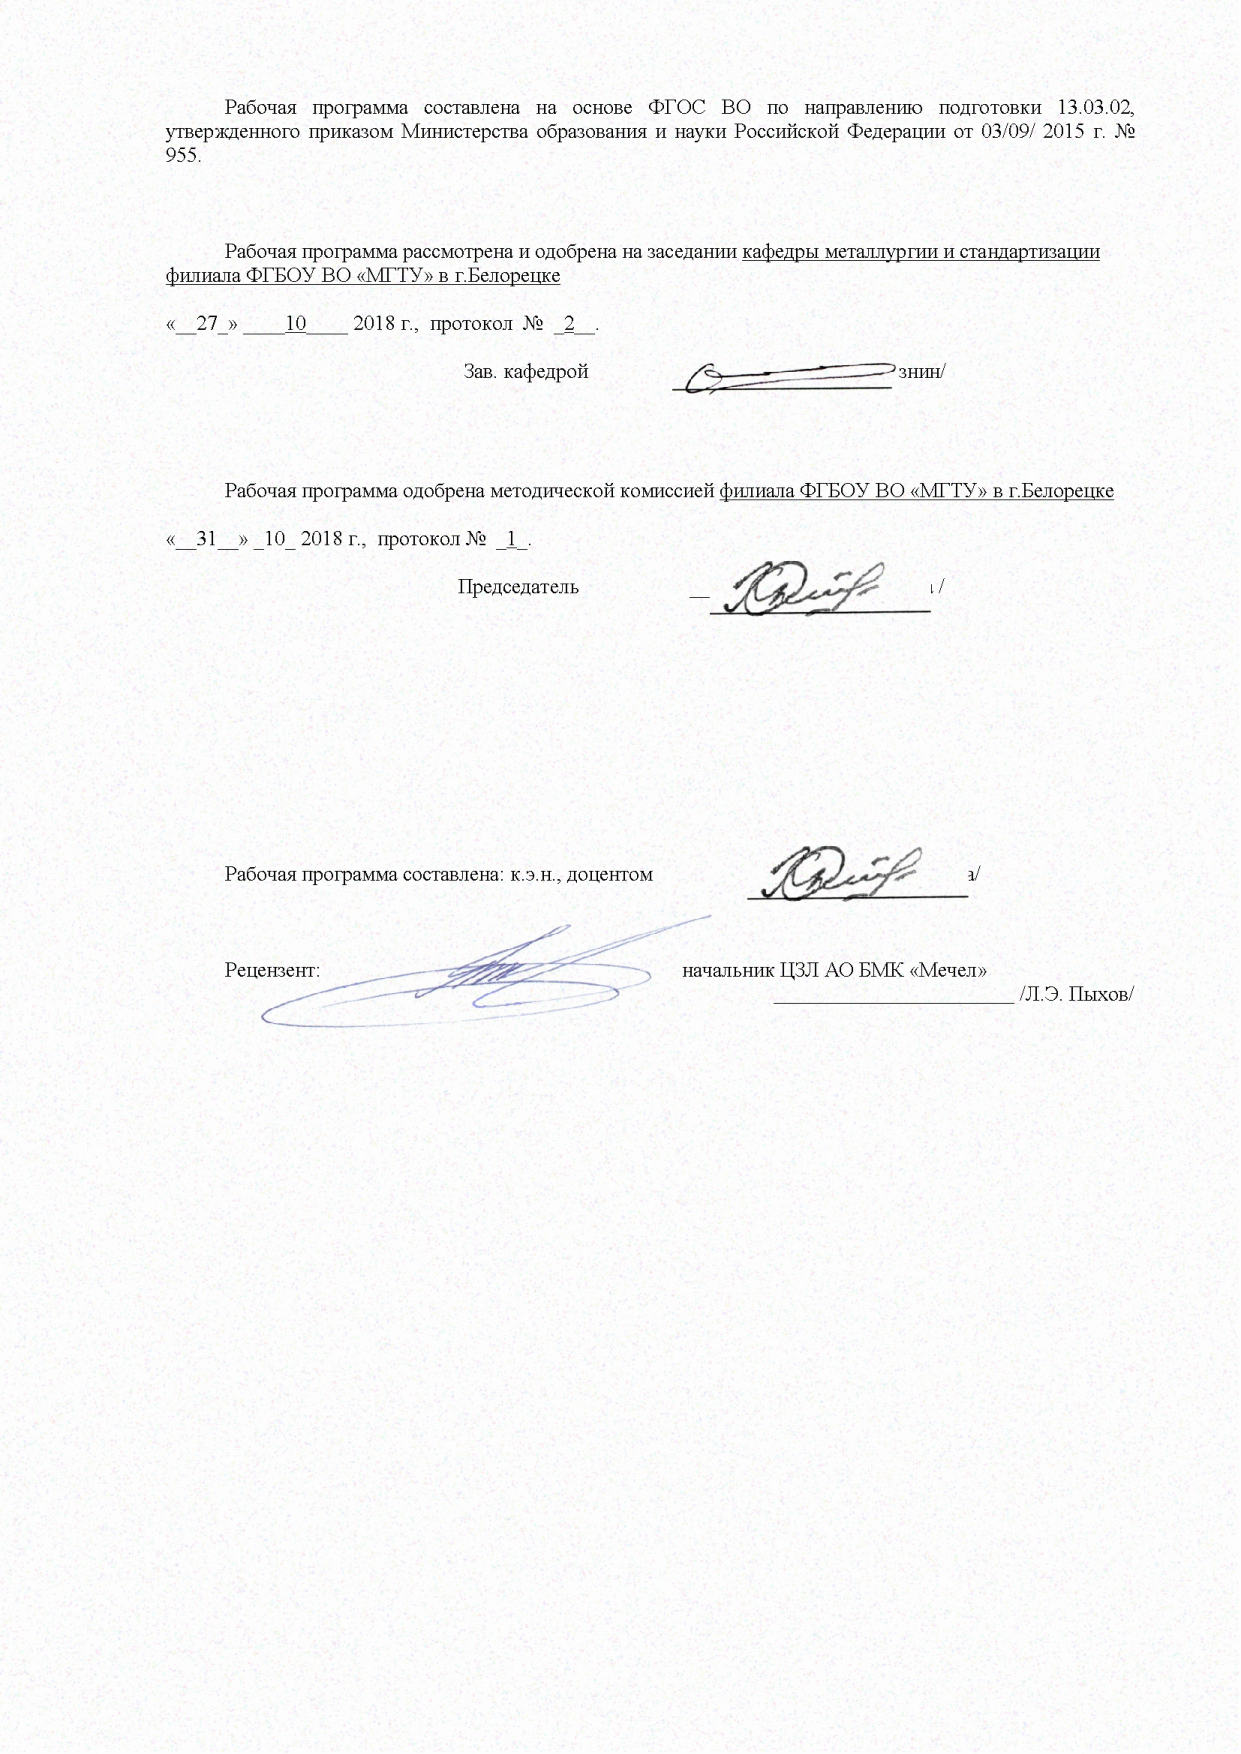 Рабочая программа составлена на основе ФГОС ВО по направлению подготовки 13.03.02,
утвержденного приказом Министерства образования и науки Российской Федерации от 03/09/ 2015 г. №
955.
Рабочая программа рассмотрена и одобрена на заседании кафедры металлургии и стандартизации
филиала ФГБОУ ВО «МГТУ» в г.Белорецке
«__27_» ____10____ 2018 г., протокол № _2__.
Зав. кафедрой знин/
Рабочая программа одобрена методической комиссией филиала ФГБОУ ВО «МГТУ» в г.Белорецке
«__31__» _10_ 2018 г., протокол № _1_.
Председатель __ /
Рабочая программа составлена: к.э.н., доцентом а/
Рецензент: начальник ЦЗЛ АО БМК «Мечел»
_______________________ /Л.Э. Пыхов/